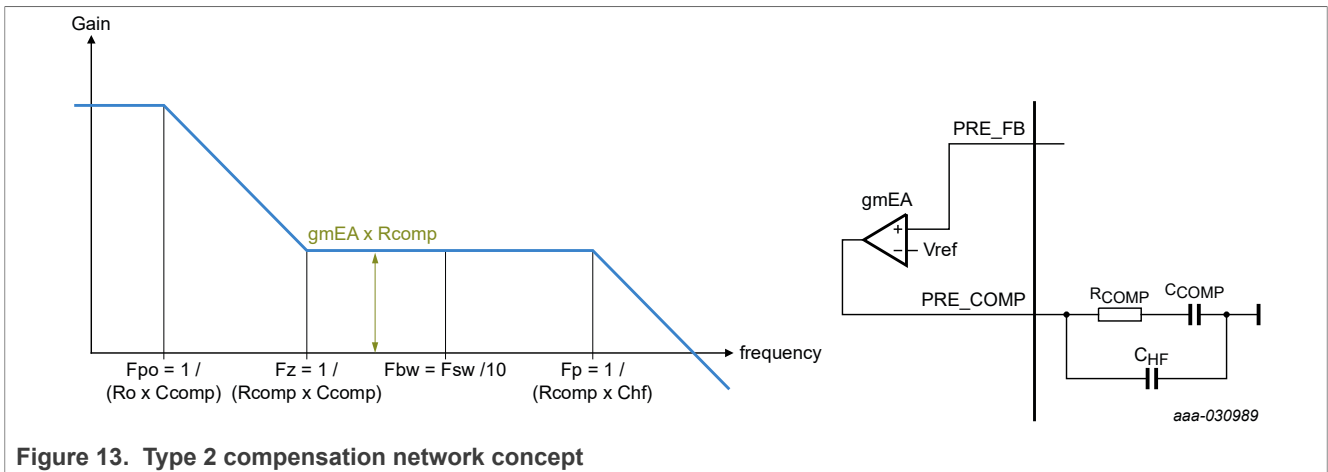 Gain
gmEA x Rcomp
frequency
Fpo = 1 /
(Ro x Ccomp)
Fz = 1 /
(Rcomp x Ccomp)
Fbw = Fsw /10
Fp = 1 /
(Rcomp x Chf)
PRE_FB
gmEA
+
−
Vref
PRE_COMP
RCOMP
CCOMP
CHF
aaa-030989
Figure 13. Type 2 compensation network concept